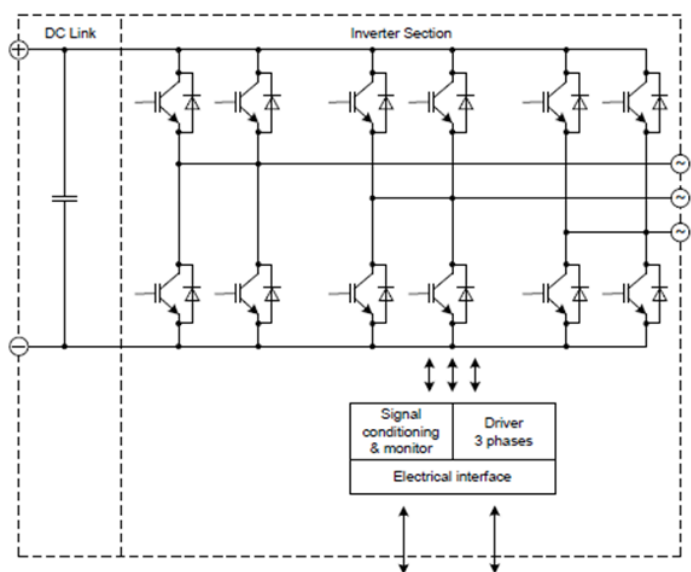 DC Link
Inverter Section
+
~
~
~
−
Signal
conditioning
& monitor
Driver
3 phases
Electrical interface